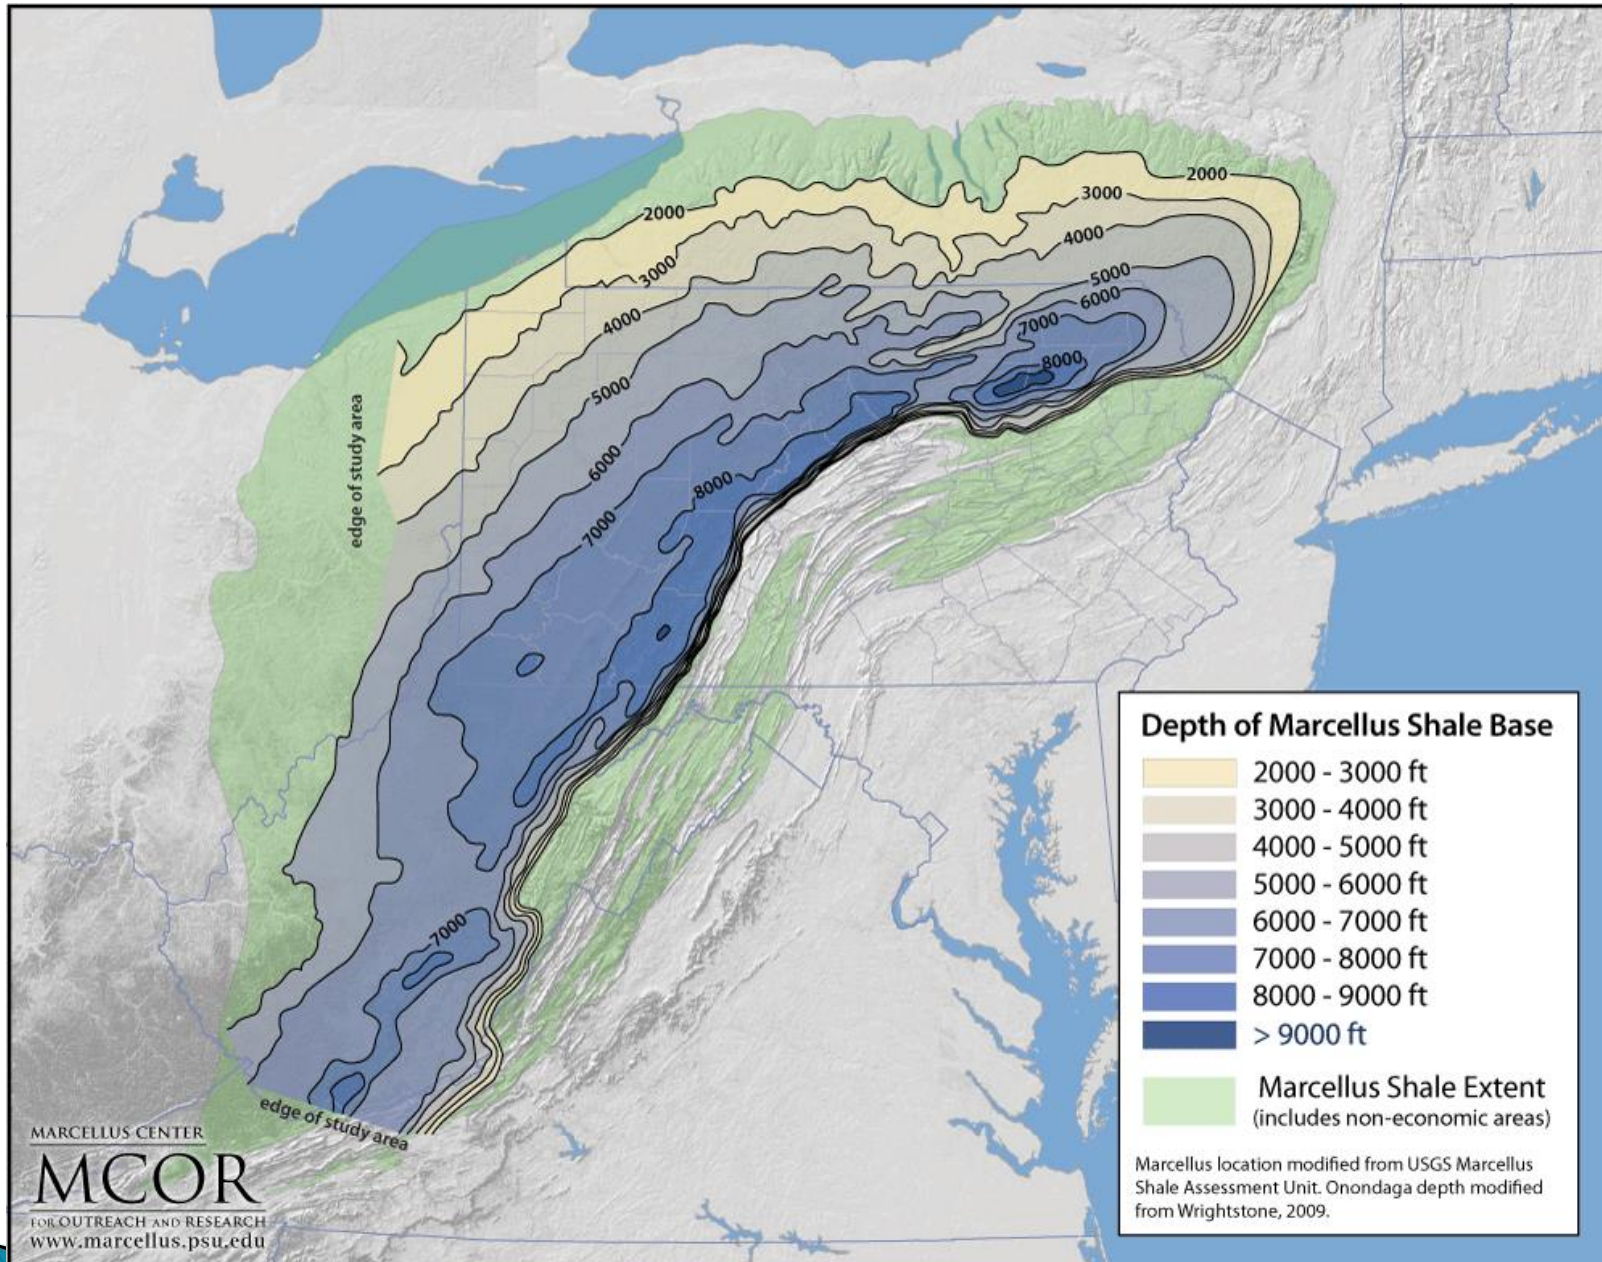 2000
3000
4000
5000
6000
7000
8000
2000
3000
4000
5000
6000
7000
8000
7000
edge of study area
edge of study area
Depth of Marcellus Shale Base
2000 - 3000 ft
3000 - 4000 ft
4000 - 5000 ft
5000 - 6000 ft
6000 - 7000 ft
7000 - 8000 ft
8000 - 9000 ft
> 9000 ft
Marcellus Shale Extent
(includes non-economic areas)
Marcellus location modified from USGS Marcellus
Shale Assessment Unit. Onondaga depth modified
from Wrightstone, 2009.
MARCELLUS CENTER
MCOR
FOR OUTREACH AND RESEARCH
www.marcellus.psu.edu